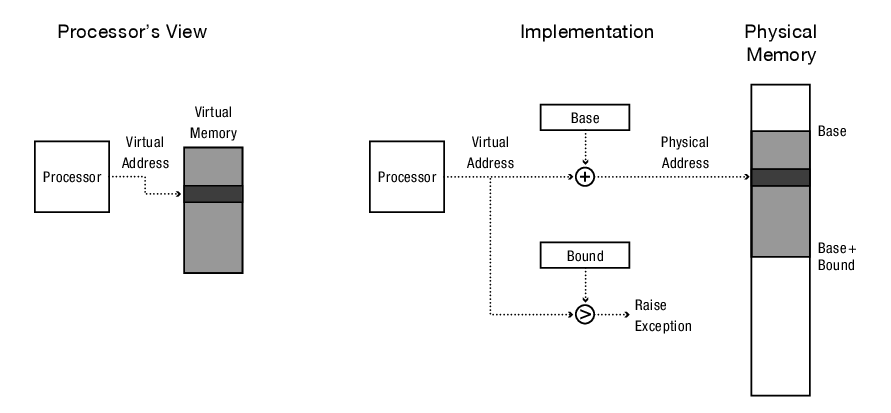 Processor's View
Processor
Virtual
Address
Virtual
Memory
Implementation
Processor
Virtual
Address
Base
+
Bound
>
Raise
Exception
Physical
Address
Physical
Memory
Base
Base+
Bound